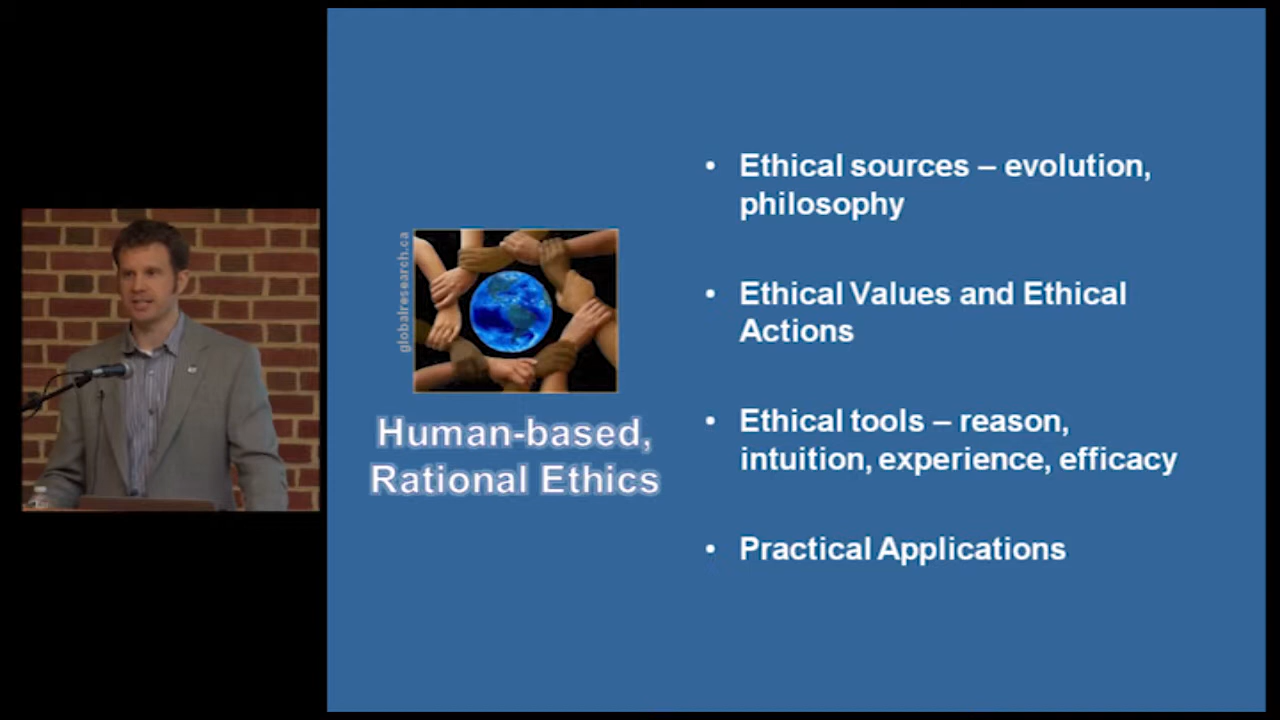 globalresearch.ca
Human-based,
Rational Ethics
• Ethical sources – evolution,
philosophy
• Ethical Values and Ethical
Actions
• Ethical tools – reason,
intuition, experience, efficacy
• Practical Applications